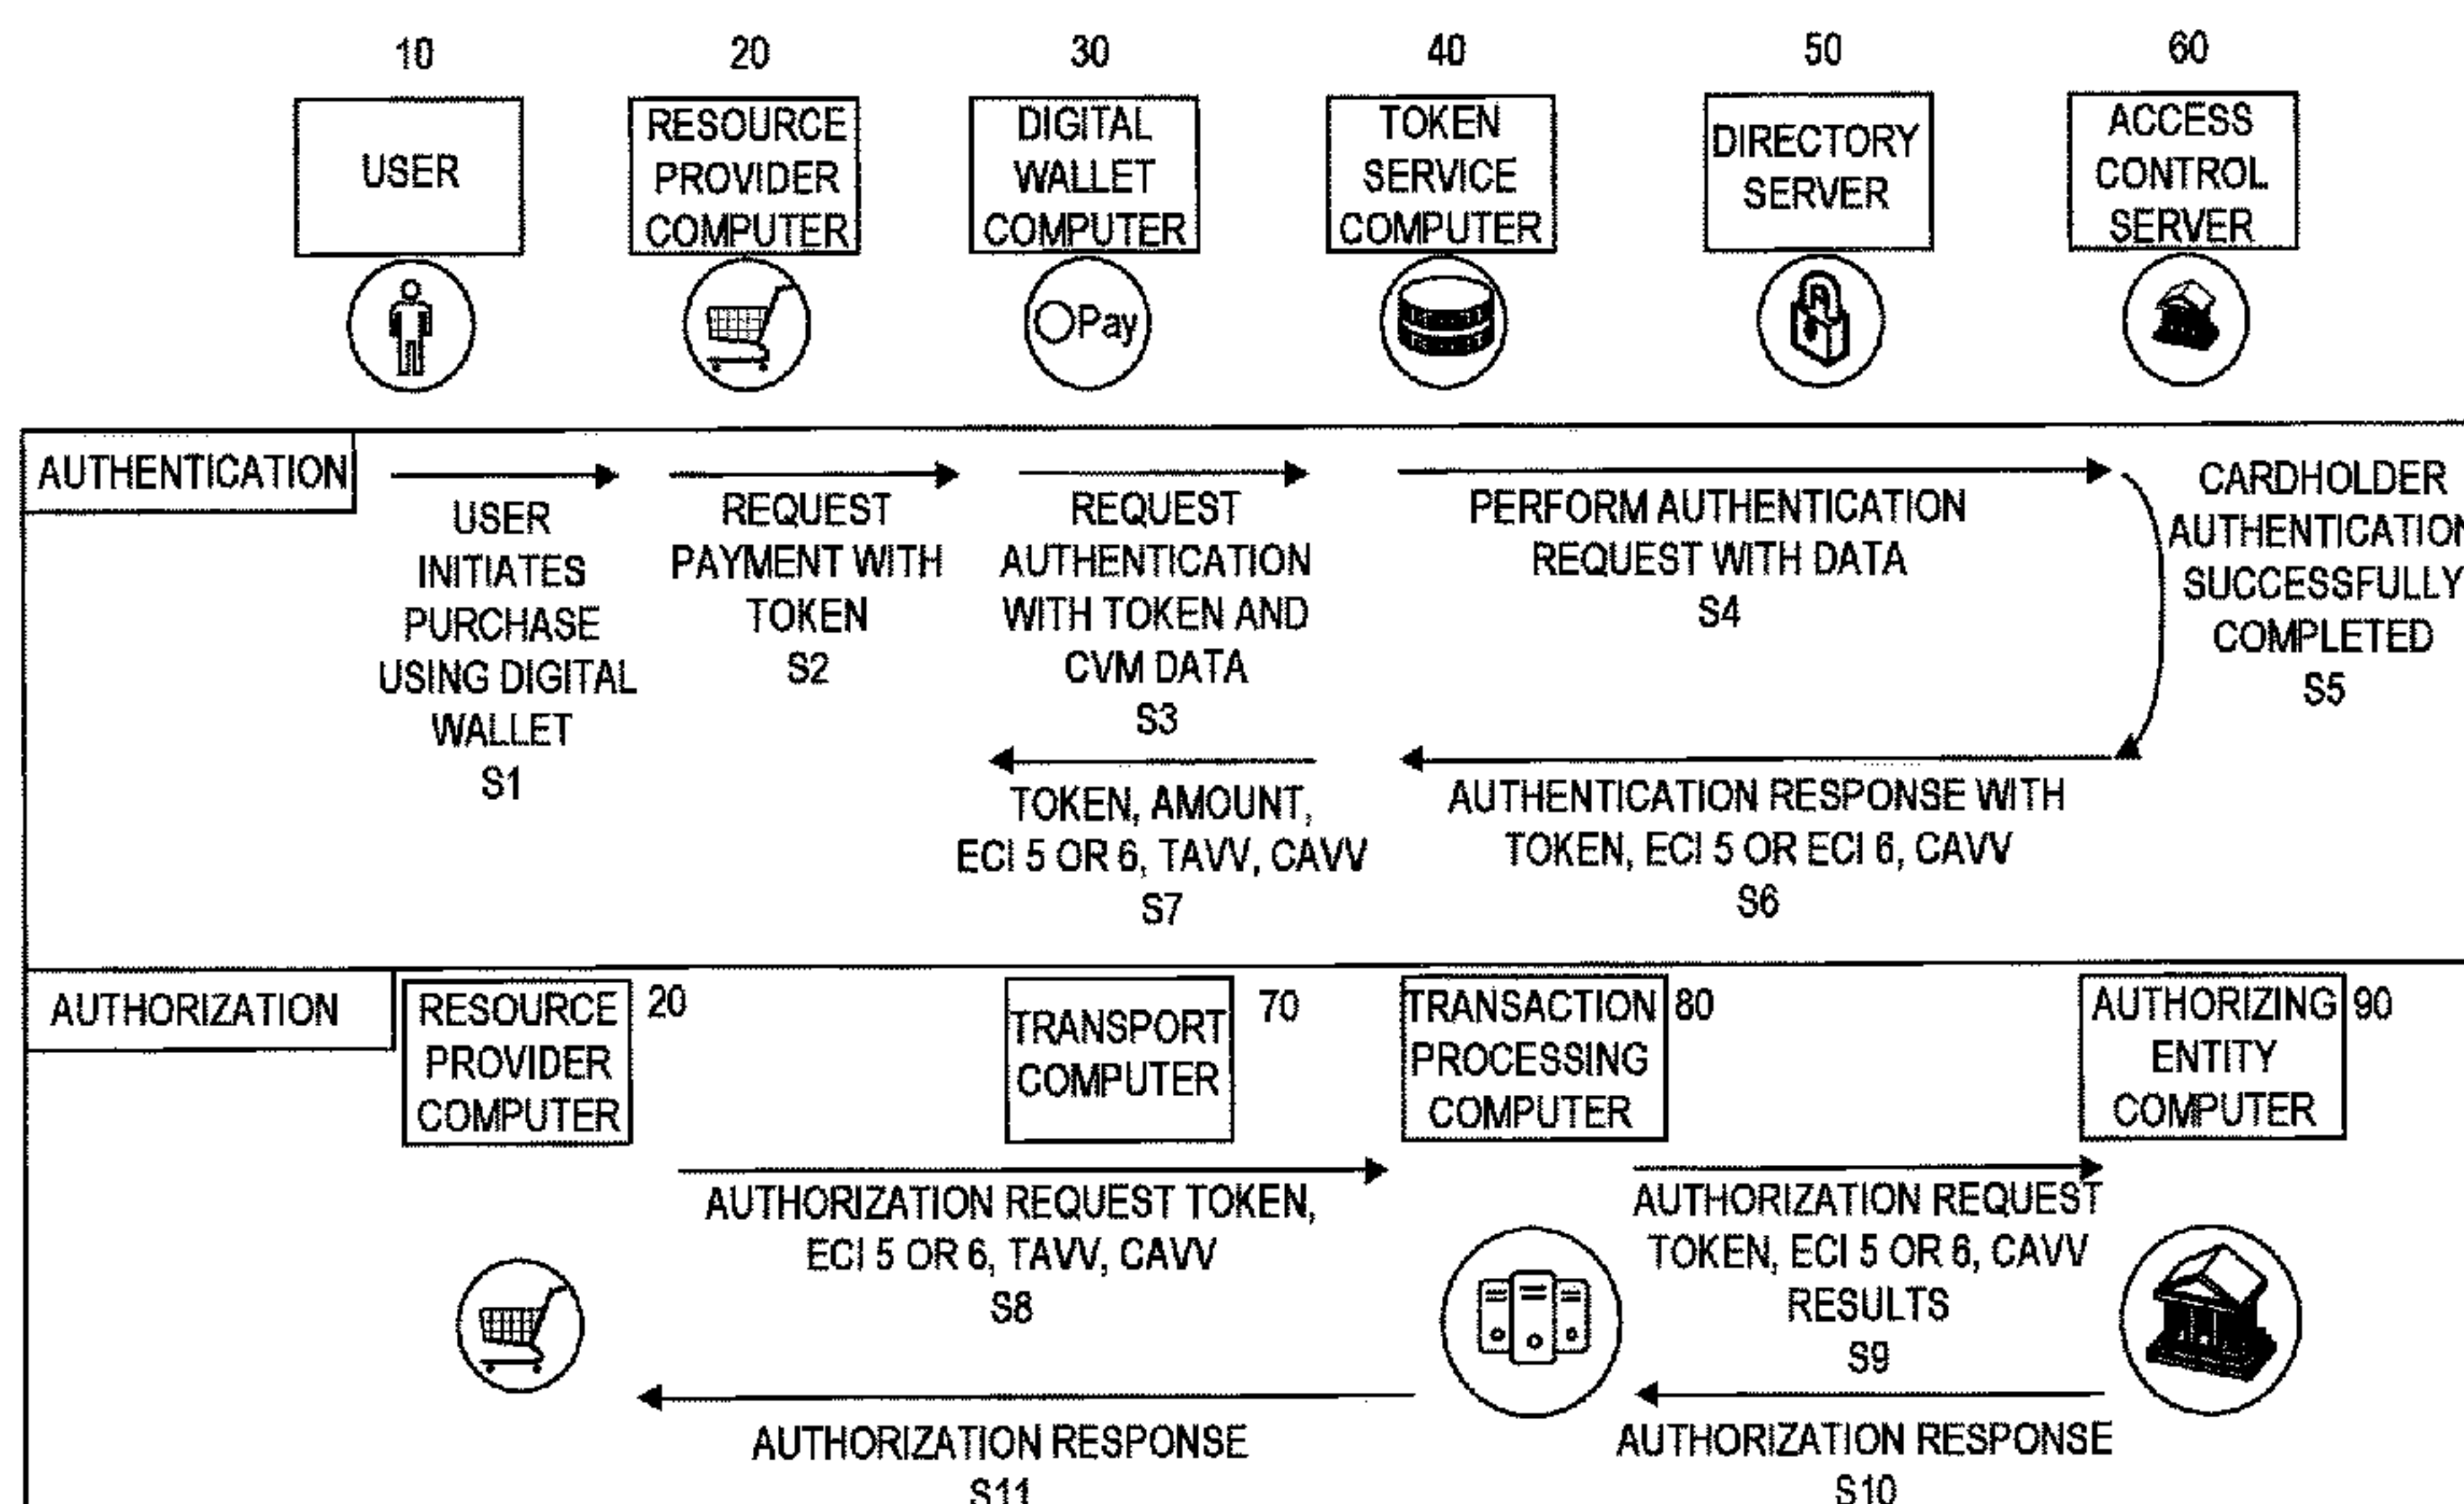 10
20
30
40
50
60
USER
RESOURCE
PROVIDER
COMPUTER
DIGITAL
WALLET
COMPUTER
TOKEN
SERVICE
COMPUTER
DIRECTORY
SERVER
ACCESS
CONTROL
SERVER
Pay
AUTHENTICATION
USER
INITIATES
PURCHASE
USING DIGITAL
WALLET
S1
REQUEST
PAYMENT WITH
TOKEN
S2
REQUEST
AUTHENTICATION
WITH TOKEN AND
CVM DATA
S3
PERFORM AUTHENTICATION
REQUEST WITH DATA
S4
CARDHOLDER
AUTHENTICATION
SUCCESSFULLY
COMPLETED
S5
AUTHENTICATION RESPONSE WITH
TOKEN, ECI 5 OR ECI 6, CAVV
S6
TOKEN, AMOUNT,
ECI 5 OR 6, TAVV, CAVV
S7
AUTHORIZATION
RESOURCE
PROVIDER
COMPUTER
20
TRANSPORT
COMPUTER
70
TRANSACTION
PROCESSING
COMPUTER
80
AUTHORIZING
ENTITY
COMPUTER
90
AUTHORIZATION REQUEST TOKEN,
ECI 5 OR 6, TAVV, CAVV
S8
AUTHORIZATION REQUEST
TOKEN, ECI 5 OR 6, CAVV
RESULTS
S9
AUTHORIZATION RESPONSE
S10
AUTHORIZATION RESPONSE
S11